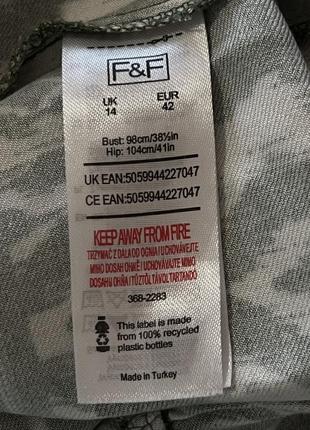 F&F
UK EUR
14 42
Bust: 98cm/38½in
Hip: 104cm/41in
UK EAN:5059944227047
CE EAN:5059944227047
KEEP AWAY FROM FIRE
TRZYMAĆ Z DALA OD OGNIA / UCHOVÁVEJTE
MIMO DOSAH OHNĚ / UCHOVÁVAJTE MIMO
DOSAHU OHŇA / TŰZTŐL TÁVOL TARTANDÓ
368-2283
This label is made
from 100% recycled
plastic bottles
Made in Turkey